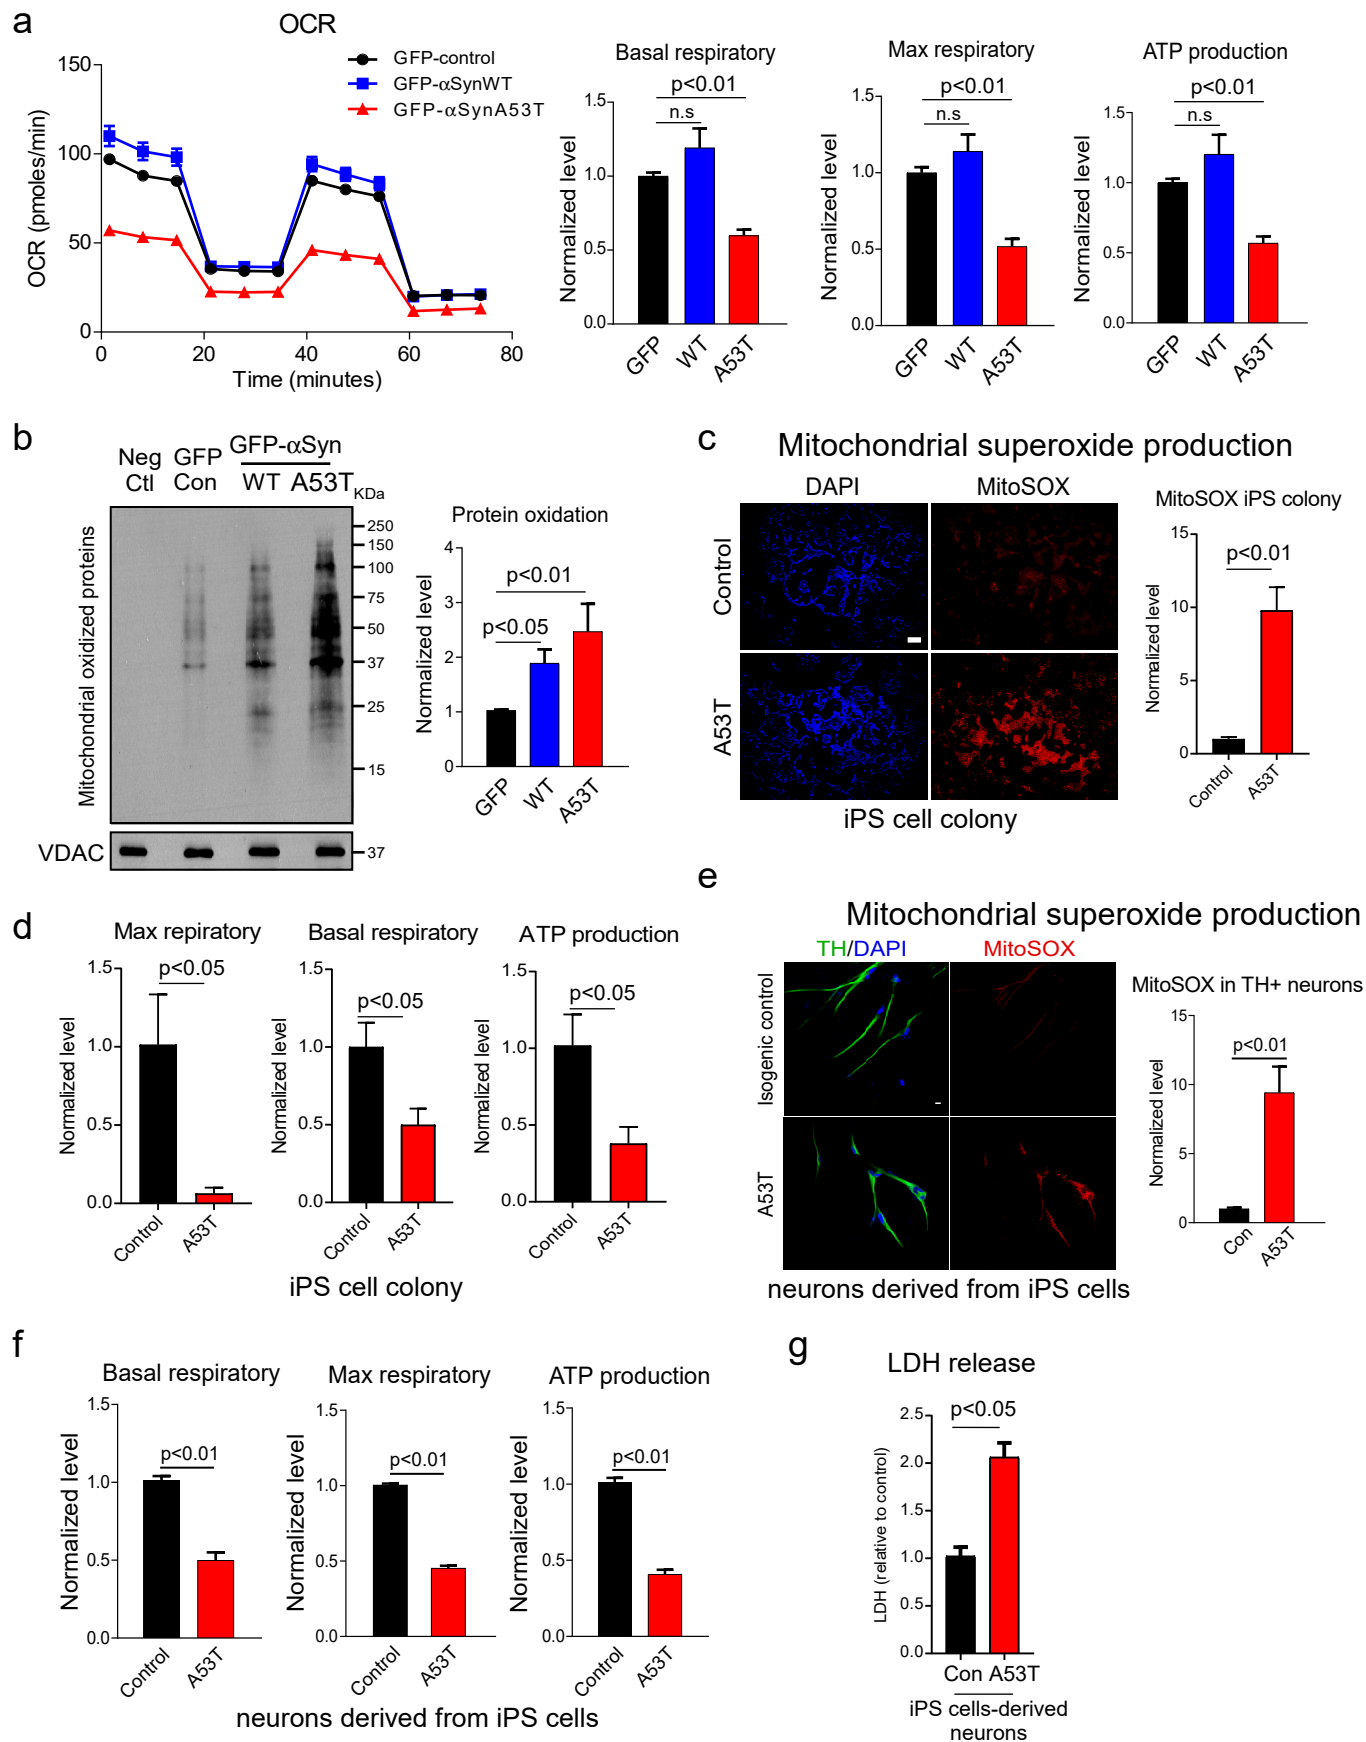 a
OCR
GFP-control
GFP-αSynWT
GFP-αSynA53T
150
100
50
0
OCR (pmoles/min)
0 20 40 60 80
Time (minutes)
Basal respiratory
p<0.01
n.s
1.5
1.0
0.5
0.0
Normalized level
GFP WT A53T
Max respiratory
p<0.01
n.s
1.5
1.0
0.5
0.0
Normalized level
GFP WT A53T
ATP production
p<0.01
n.s
1.5
1.0
0.5
0.0
Normalized level
GFP WT A53T
b
Neg Ctl
GFP Con
GFP-αSyn
WT A53T
KDa
250
150
100
75
50
37
25
15
Mitochondrial oxidized proteins
VDAC
37
Protein oxidation
p<0.01
p<0.05
4
3
2
1
0
Normalized level
GFP WT A53T
c
Mitochondrial superoxide production
DAPI MitoSOX
Control
A53T
iPS cell colony
MitoSOX iPS colony
p<0.01
15
10
5
0
Normalized level
Control A53T
d
Max repiratory
p<0.05
1.5
1.0
0.5
0.0
Normalized level
Control A53T
Basal respiratory
p<0.05
1.5
1.0
0.5
0.0
Normalized level
Control A53T
ATP production
p<0.05
1.5
1.0
0.5
0.0
Normalized level
Control A53T
iPS cell colony
e
Mitochondrial superoxide production
TH/DAPI MitoSOX
Isogenic control
A53T
neurons derived from iPS cells
MitoSOX in TH+ neurons
p<0.01
15
10
5
0
Normalized level
Con A53T
f
Basal respiratory
p<0.01
1.5
1.0
0.5
0.0
Normalized level
Control A53T
Max respiratory
p<0.01
1.5
1.0
0.5
0.0
Normalized level
Control A53T
ATP production
p<0.01
1.5
1.0
0.5
0.0
Normalized level
Control A53T
neurons derived from iPS cells
g
LDH release
p<0.05
2.5
2.0
1.5
1.0
0.5
0.0
LDH (relative to control)
Con A53T
iPS cells-derived
neurons